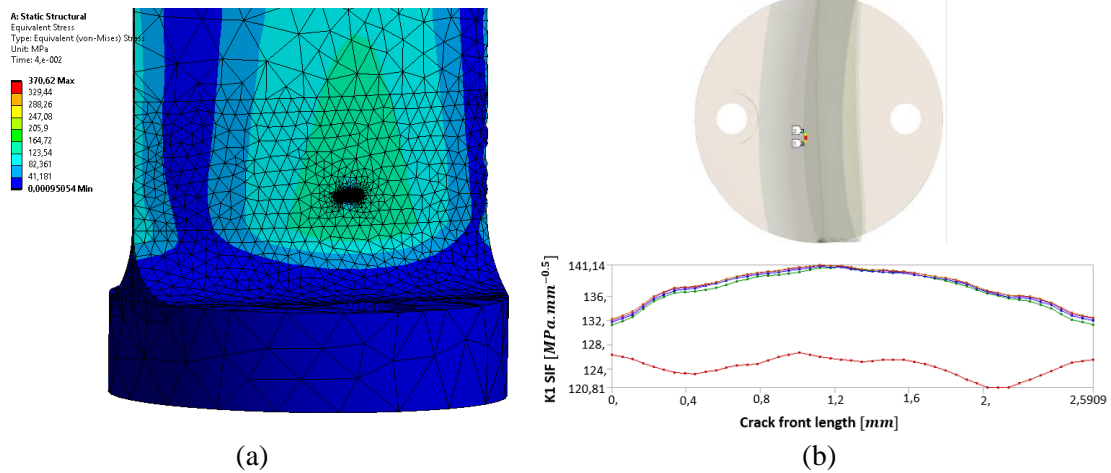 A: Static Structural
Equivalent Stress
Type: Equivalent (von-Mises) Stress
Unit: MPa
Time: 4,e-002
370,62 Max
329,44
288,26
247,08
205,9
164,72
123,54
82,361
41,181
0,00095054 Min
(a)
2
1
K1 SIF [MPa.mm⁻⁰·⁵]
141,14
136,
132,
128,
124,
120,81
0,
0,4
0,8
1,2
1,6
2,
2,5909
Crack front length [mm]
(b)